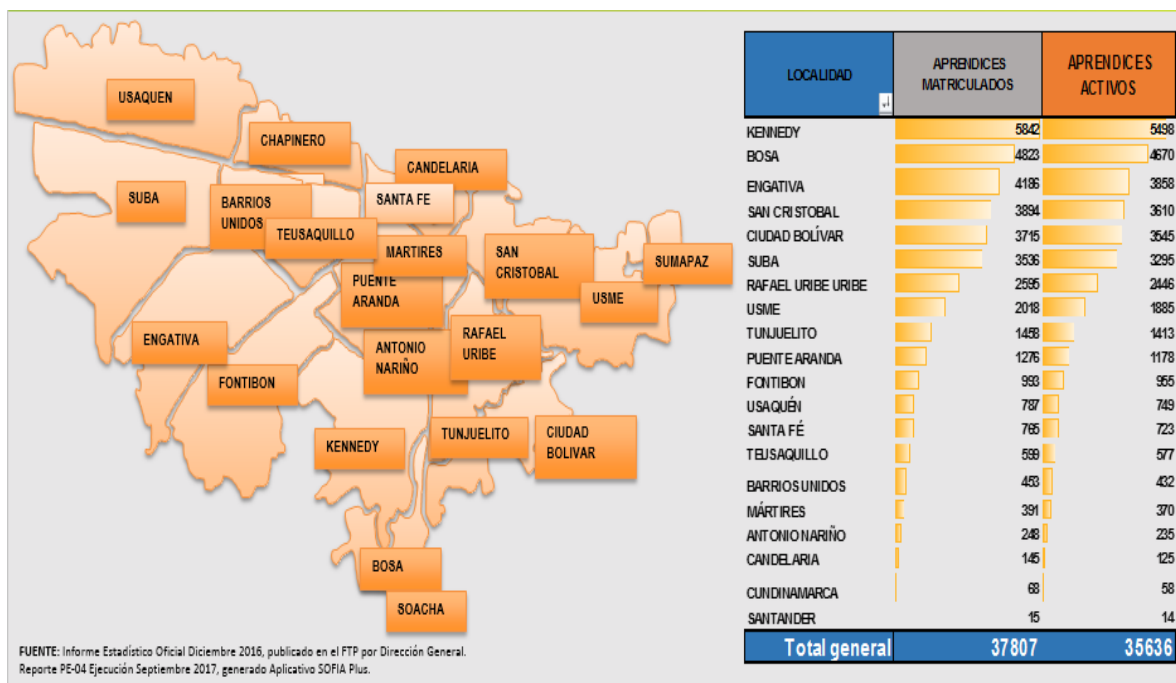 USAQUEN
CHAPINERO
CANDELARIA
SUBA
BARRIOS
UNIDOS
SANTA FE
TEUSAQUILLO
MARTIRES
SAN
CRISTOBAL
SUMAPAZ
PUENTE
ARANDA
USME
ENGATIVA
ANTONIO
NARIÑO
RAFAEL
URIBE
FONTIBON
KENNEDY
TUNJUELITO
CIUDAD
BOLIVAR
BOSA
SOACHA
FUENTE: Informe Estadístico Oficial Diciembre 2016, publicado en el FTP por Dirección General.
Reporte PE-04 Ejecución Septiembre 2017, generado Aplicativo SOFIA Plus.
LOCALIDAD
APRENDICES
MATRICULADOS
APRENDICES
ACTIVOS
KENNEDY 5842 5498
BOSA 4823 4670
ENGATIVA 4186 3858
SAN CRISTOBAL 3894 3610
CIUDAD BOLÍVAR 3715 3545
SUBA 3536 3295
RAFAEL URIBE URIBE 2595 2446
USME 2018 1885
TUNJUELITO 1458 1413
PUENTE ARANDA 1276 1178
FONTIBON 993 955
USAQUÉN 787 749
SANTA FÉ 765 723
TEUSAQUILLO 599 577
BARRIOS UNIDOS 453 432
MÁRTIRES 391 370
ANTONIO NARIÑO 248 235
CANDELARIA 145 125
CUNDINAMARCA 68 58
SANTANDER 15 14
Total general 37807 35636